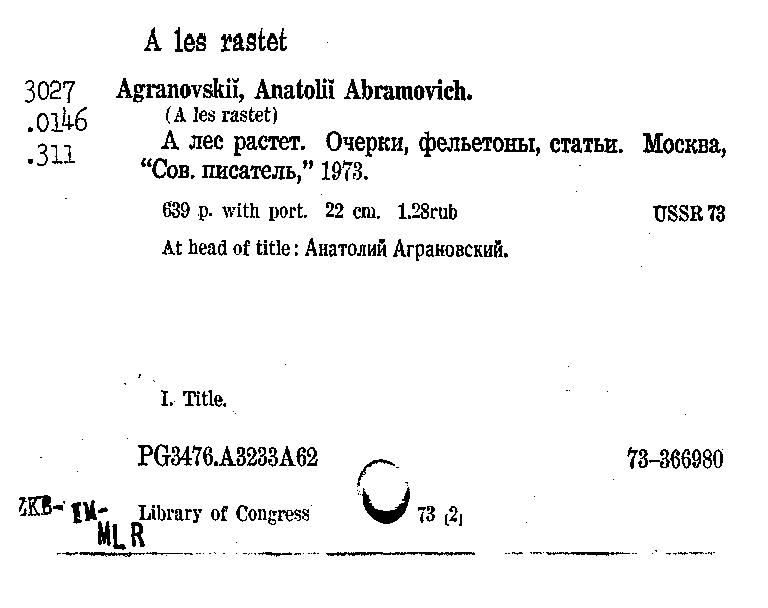 A les rastet
3027 Agranovskiĭ, Anatoliĭ Abramovich.
.0146 (A les rastet)
.311 А лес растет. Очерки, фельетоны, статьи. Москва,
“Сов. писатель,” 1973.
639 p. with port. 22 cm. 1.28rub USSR 73
At head of title: Анатолий Аграновский.
I. Title.
PG3476.A3233A62 73–366980
ZKB- IM- Library of Congress 73 [2]
MLR